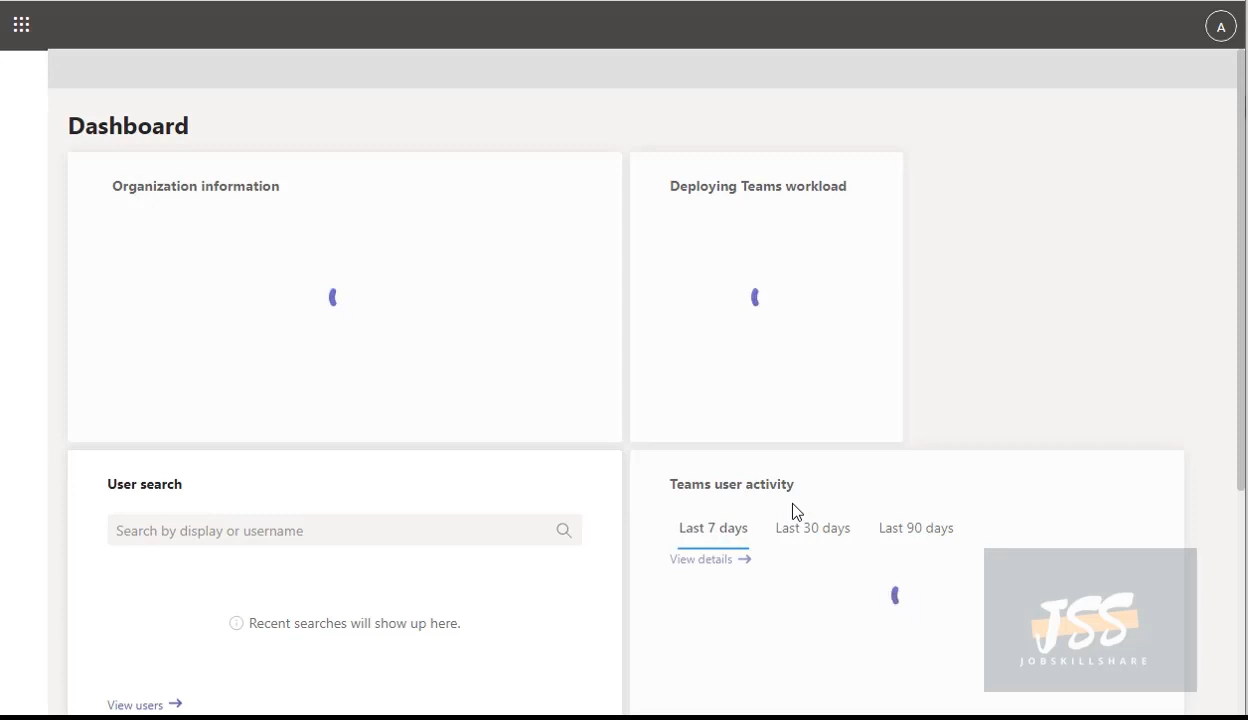 A
Dashboard
Organization information
Deploying Teams workload
User search
Search by display or username
Recent searches will show up here.
View users
Teams user activity
Last 7 days Last 30 days Last 90 days
View details
JSS
JOBSKILLSHARE